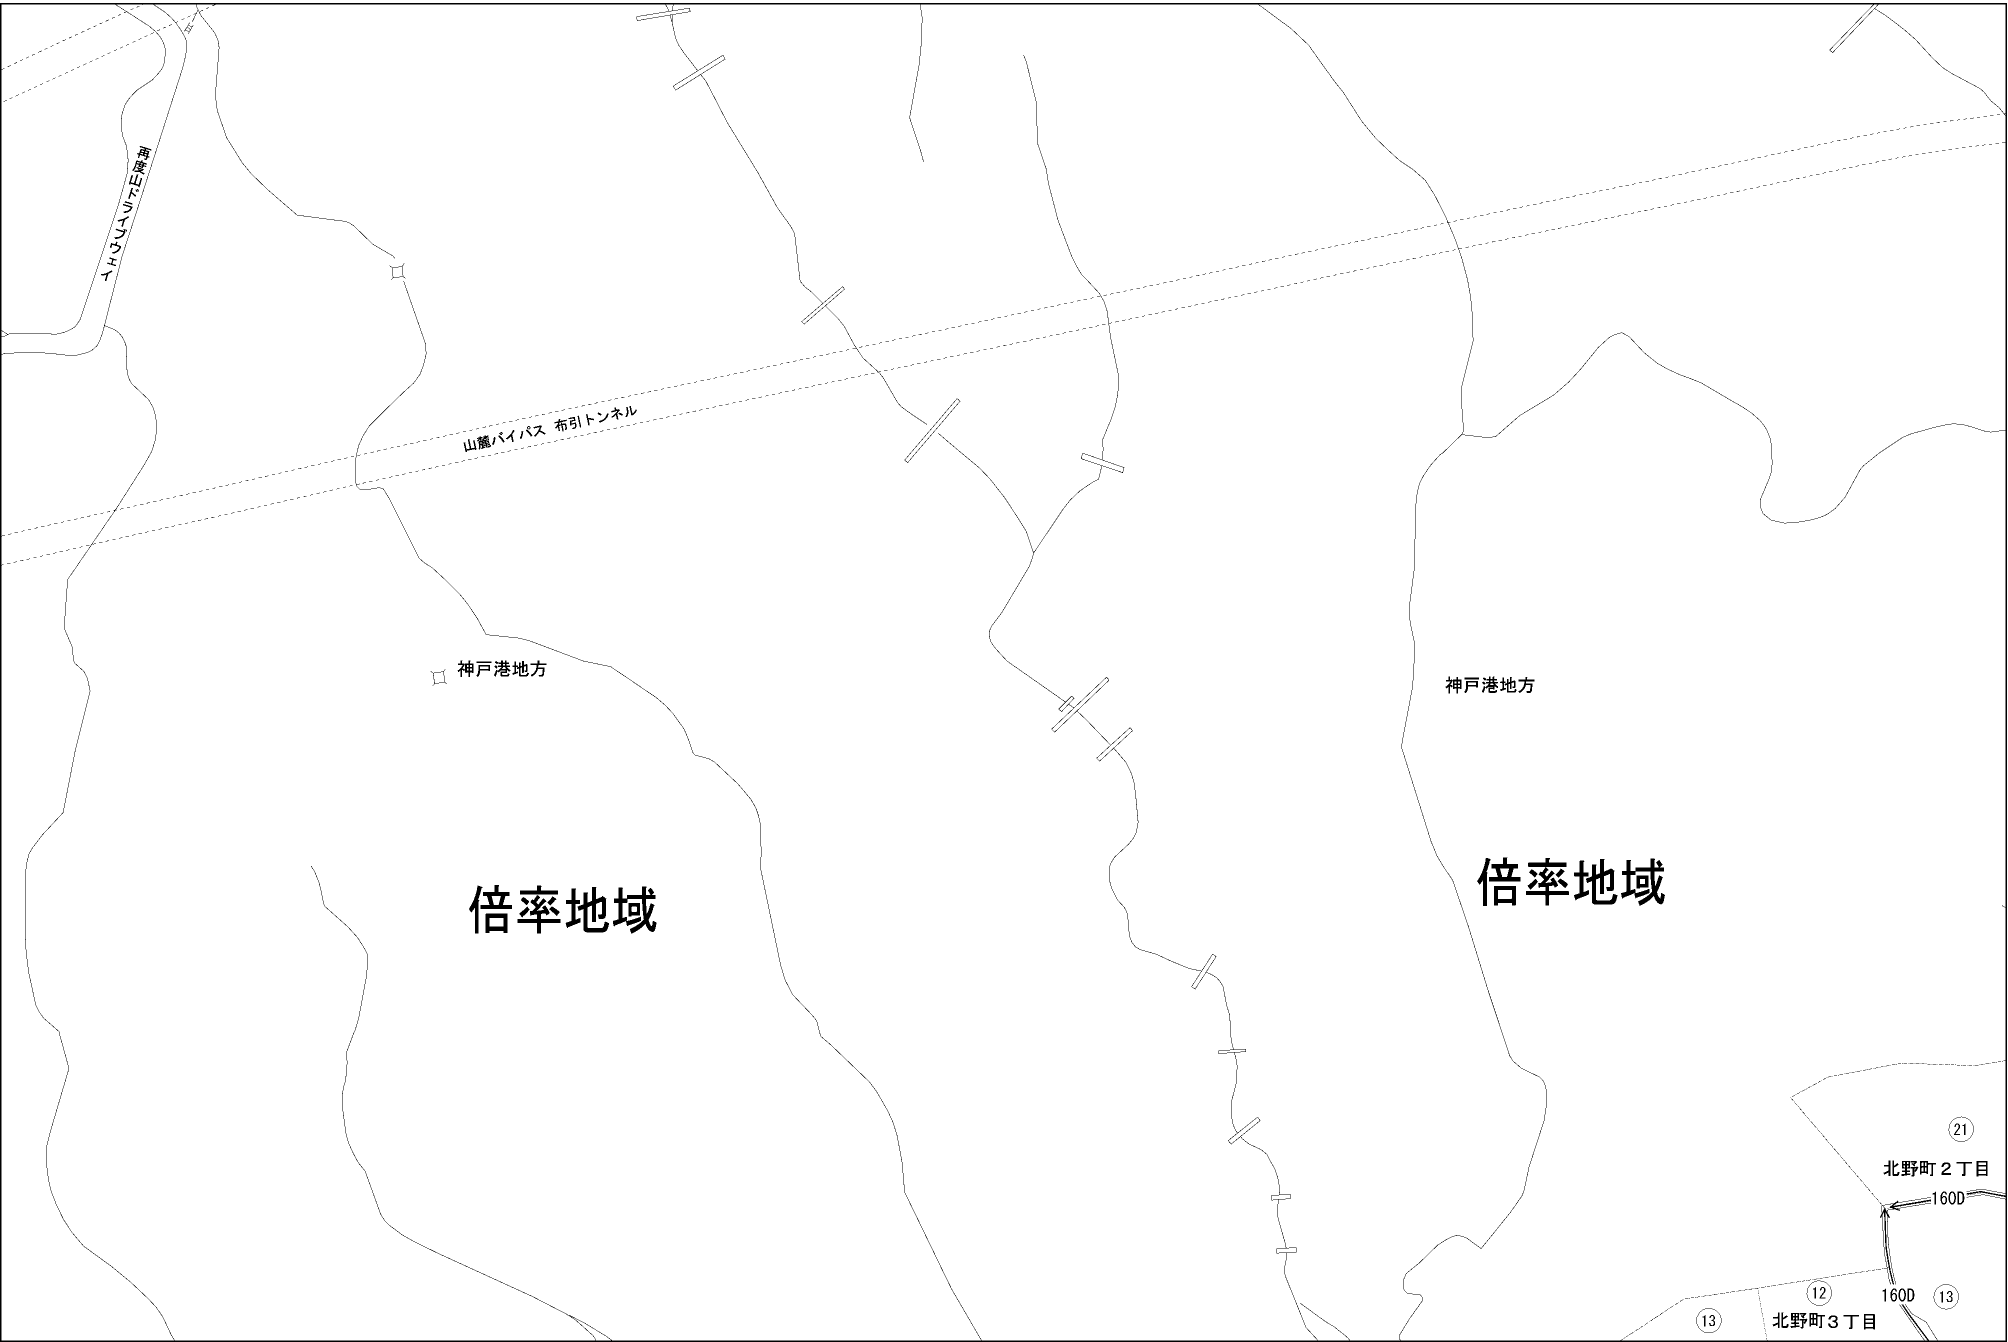 再度山ドライブウェイ
山麓バイパス 布引トンネル
神戸港地方
神戸港地方
倍率地域
倍率地域
21
北野町２丁目
160D
12
160D
13
13
北野町３丁目